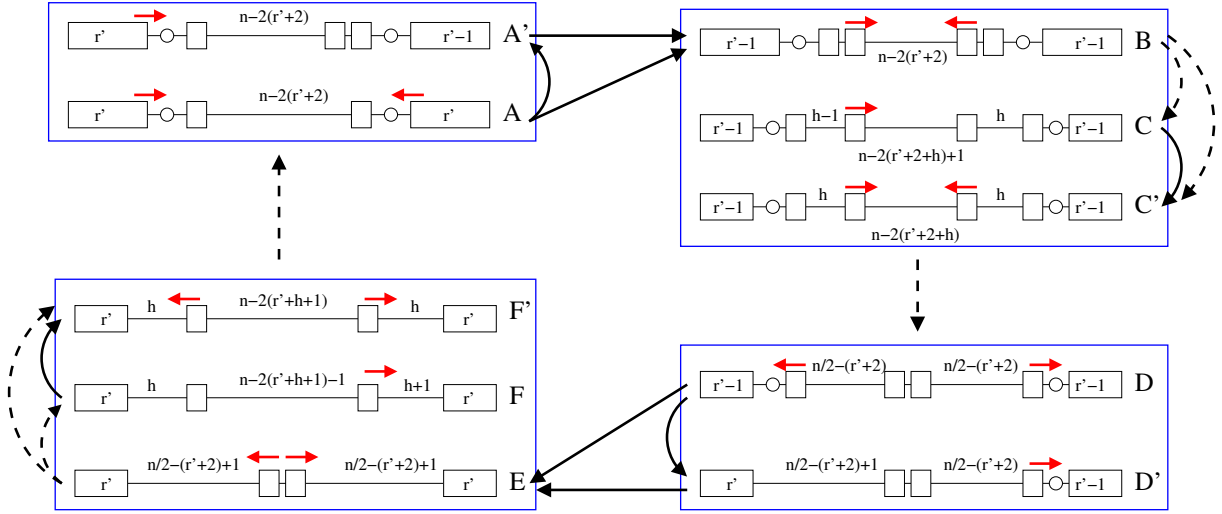 n−2(r'+2)
r' r'−1 A'
n−2(r'+2)
r' r' A
r'−1 n−2(r'+2) r'−1 B
h−1 h
r'−1 r'−1 C
n−2(r'+2+h)+1
h h
r'−1 r'−1 C'
n−2(r'+2+h)
h n−2(r'+h+1) h
r' r' F'
h n−2(r'+h+1)−1 h+1
r' r' F
n/2−(r'+2)+1 n/2−(r'+2)+1
r' r' E
n/2−(r'+2) n/2−(r'+2)
r'−1 r'−1 D
n/2−(r'+2)+1 n/2−(r'+2)
r' r'−1 D'